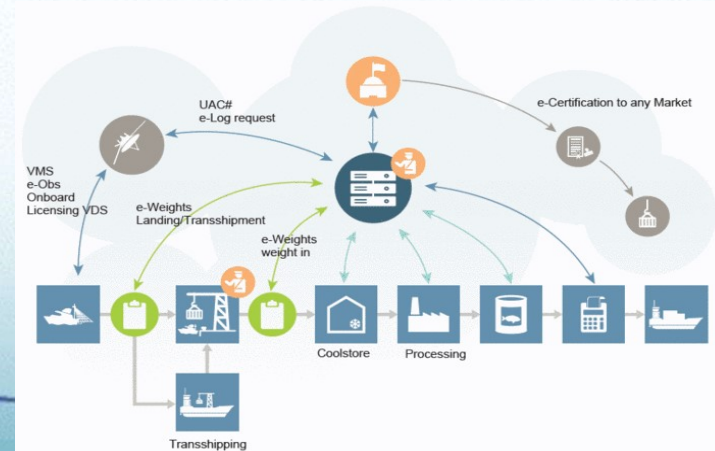 UAC#
e-Log request
e-Certification to any Market
VMS
e-Obs
Onboard
Licensing VDS
e-Weights
Landing/Transshipment
e-Weights
weight in
Coolstore
Processing
Transshipping